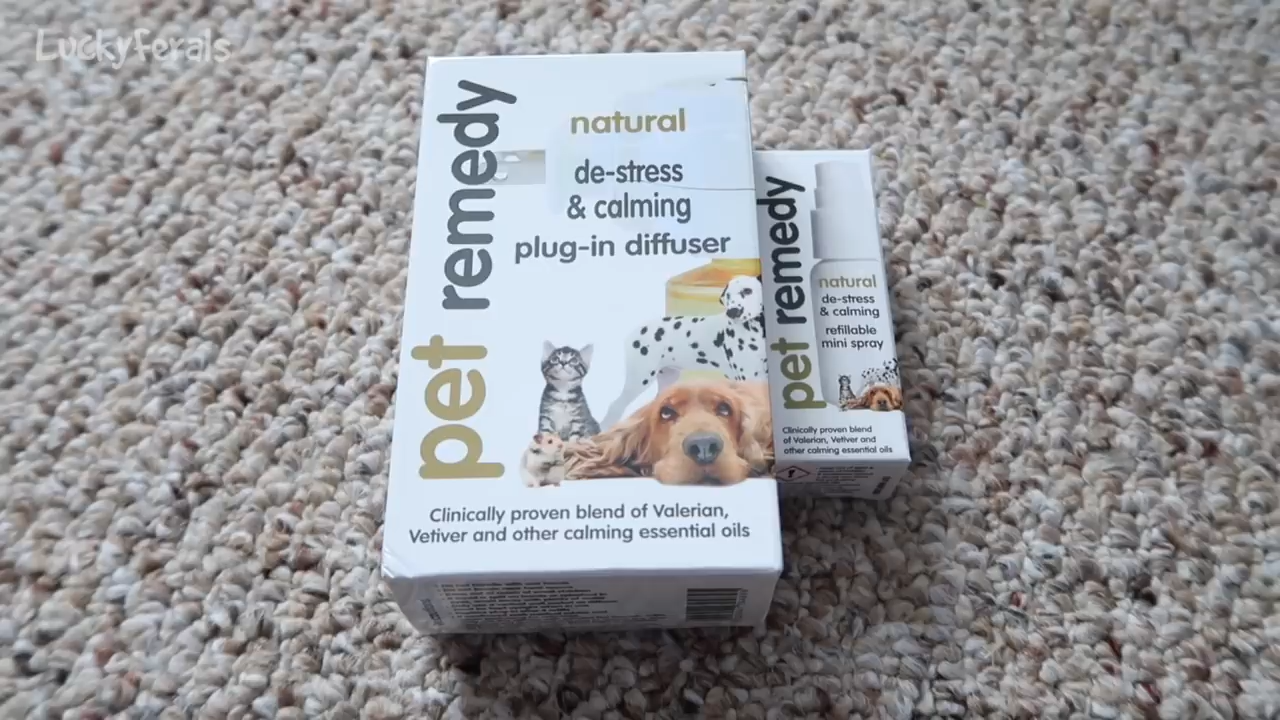 LuckyFerals
pet remedy
natural
de-stress
& calming
plug-in diffuser
Clinically proven blend of Valerian,
Vetiver and other calming essential oils
pet remedy
natural
de-stress
& calming
refillable
mini spray
Clinically proven blend
of Valerian, Vetiver and
other calming essential oils